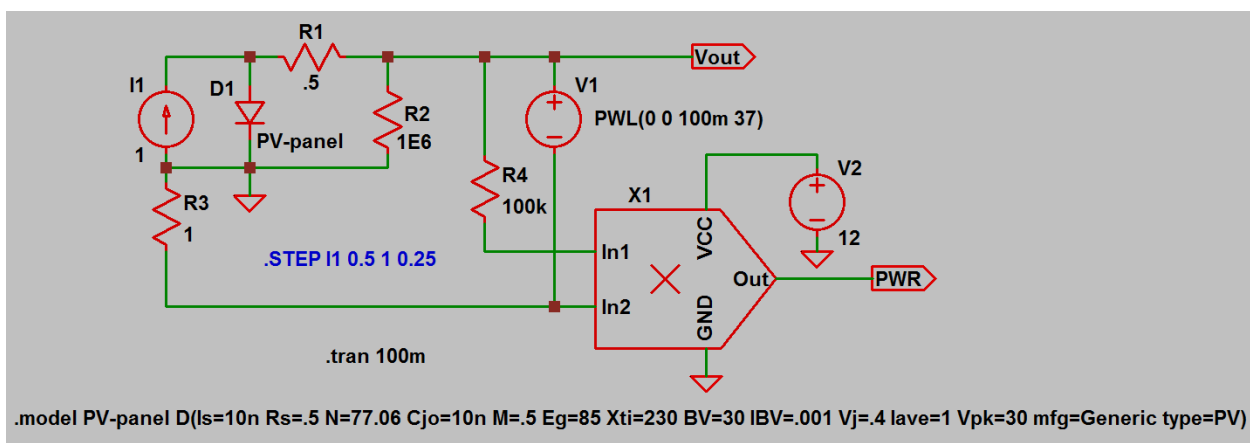 R1
.5
Vout
I1
1
D1
PV-panel
R2
1E6
V1
PWL(0 0 100m 37)
R3
1
R4
100k
X1
In1
In2
VCC
GND
Out
V2
12
PWR
.STEP I1 0.5 1 0.25
.tran 100m
.model PV-panel D(Is=10n Rs=.5 N=77.06 Cjo=10n M=.5 Eg=85 Xti=230 BV=30 IBV=.001 Vj=.4 Iave=1 Vpk=30 mfg=Generic type=PV)